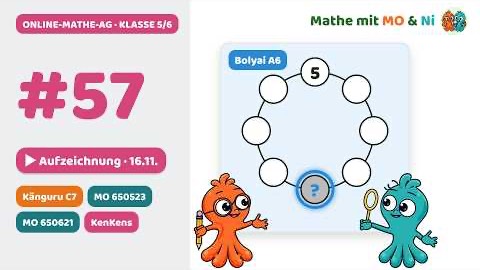 ONLINE-MATHE-AG · KLASSE 5/6
Mathe mit MO & Ni
#57
Bolyai A6
5
?
▶ Aufzeichnung · 16.11.
Känguru C7
MO 650523
MO 650621
KenKens